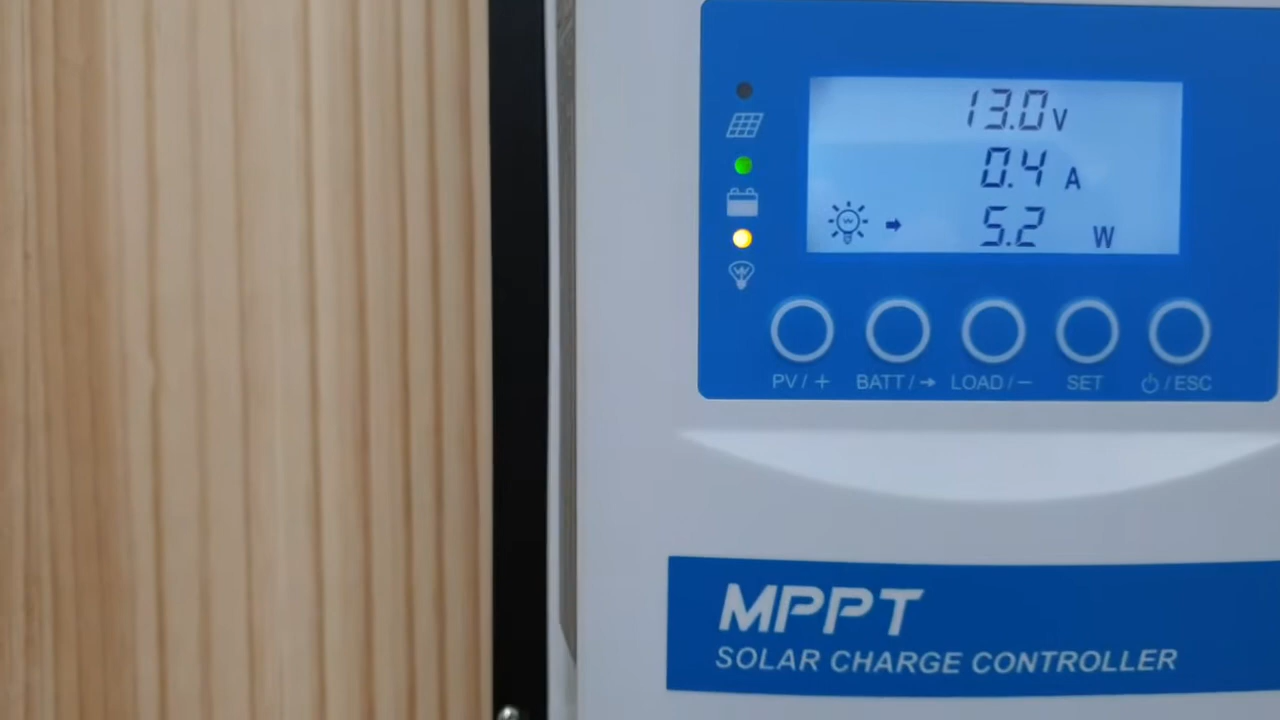 13.0V
0.4 A
5.2 W
PV/+ BATT/➔ LOAD/− SET ⏻/ESC
MPPT
SOLAR CHARGE CONTROLLER